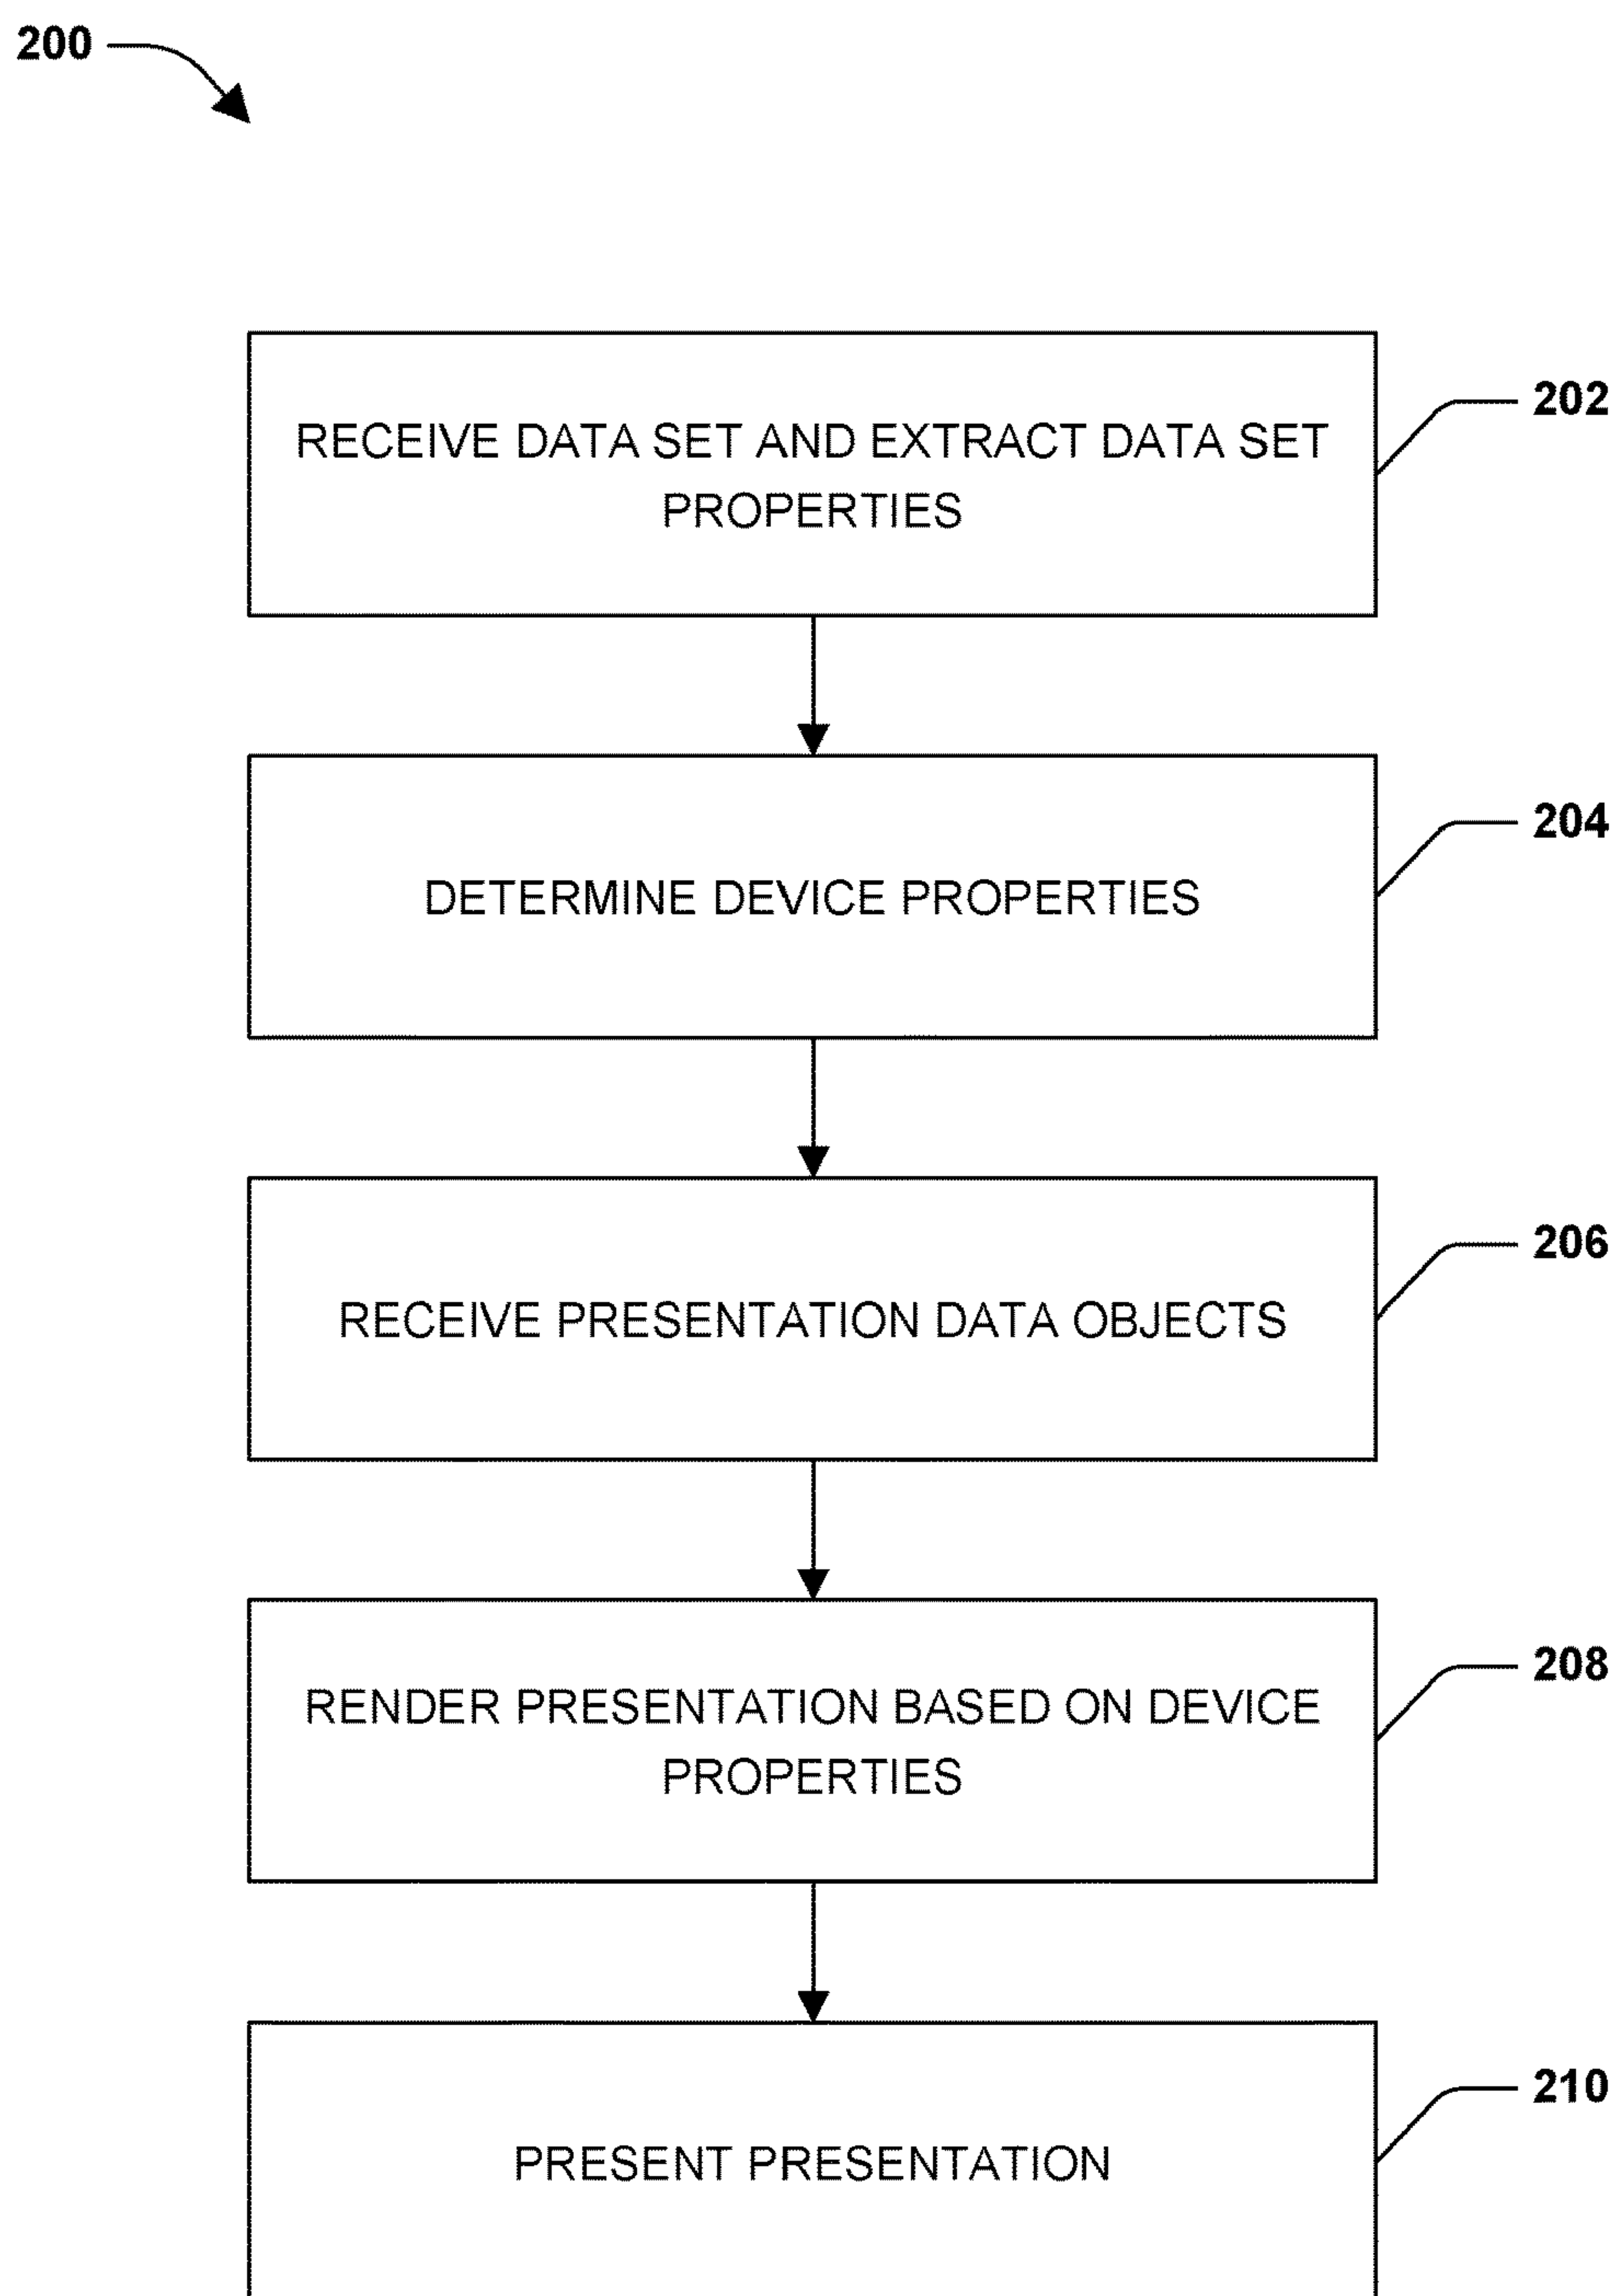 200
RECEIVE DATA SET AND EXTRACT DATA SET
PROPERTIES
202
DETERMINE DEVICE PROPERTIES
204
RECEIVE PRESENTATION DATA OBJECTS
206
RENDER PRESENTATION BASED ON DEVICE
PROPERTIES
208
PRESENT PRESENTATION
210